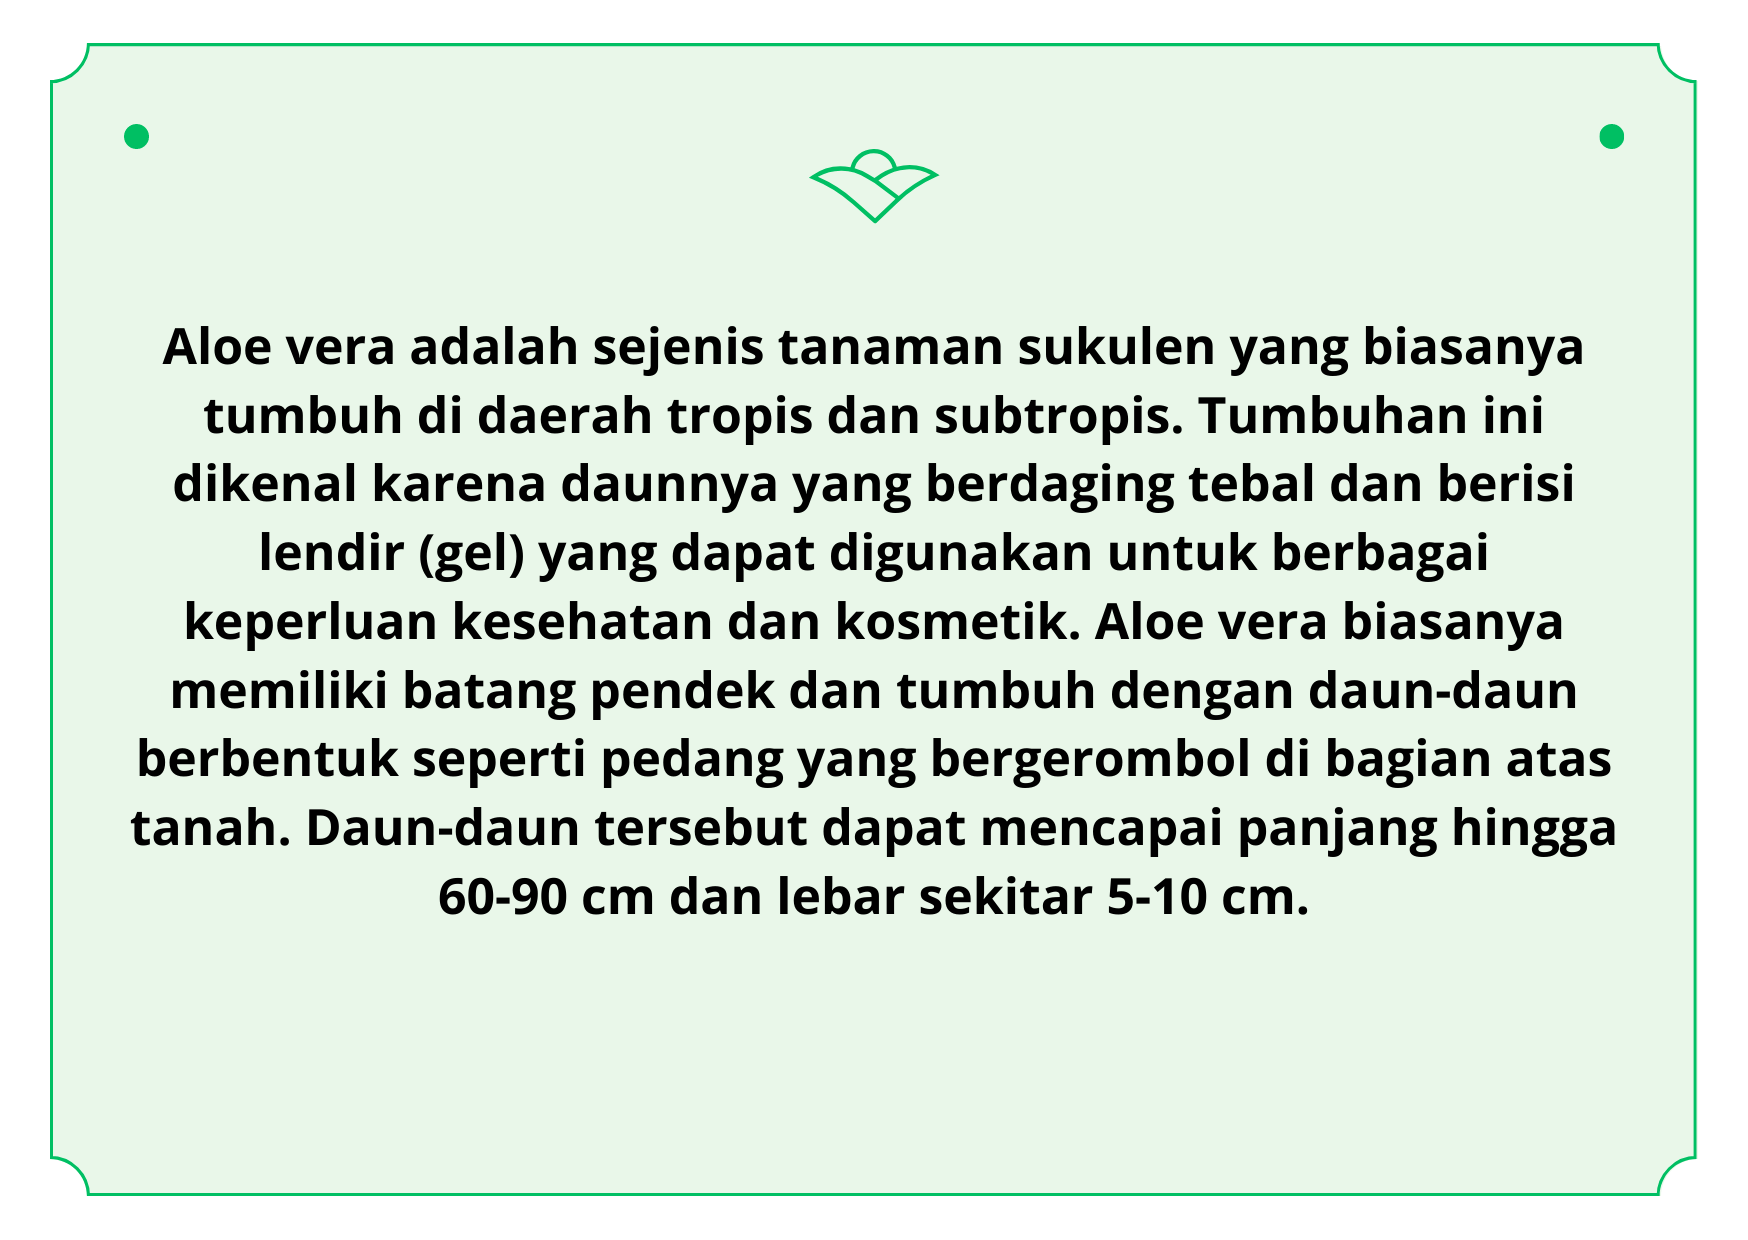 Aloe vera adalah sejenis tanaman sukulen yang biasanya
tumbuh di daerah tropis dan subtropis. Tumbuhan ini
dikenal karena daunnya yang berdaging tebal dan berisi
lendir (gel) yang dapat digunakan untuk berbagai
keperluan kesehatan dan kosmetik. Aloe vera biasanya
memiliki batang pendek dan tumbuh dengan daun-daun
berbentuk seperti pedang yang bergerombol di bagian atas
tanah. Daun-daun tersebut dapat mencapai panjang hingga
60-90 cm dan lebar sekitar 5-10 cm.